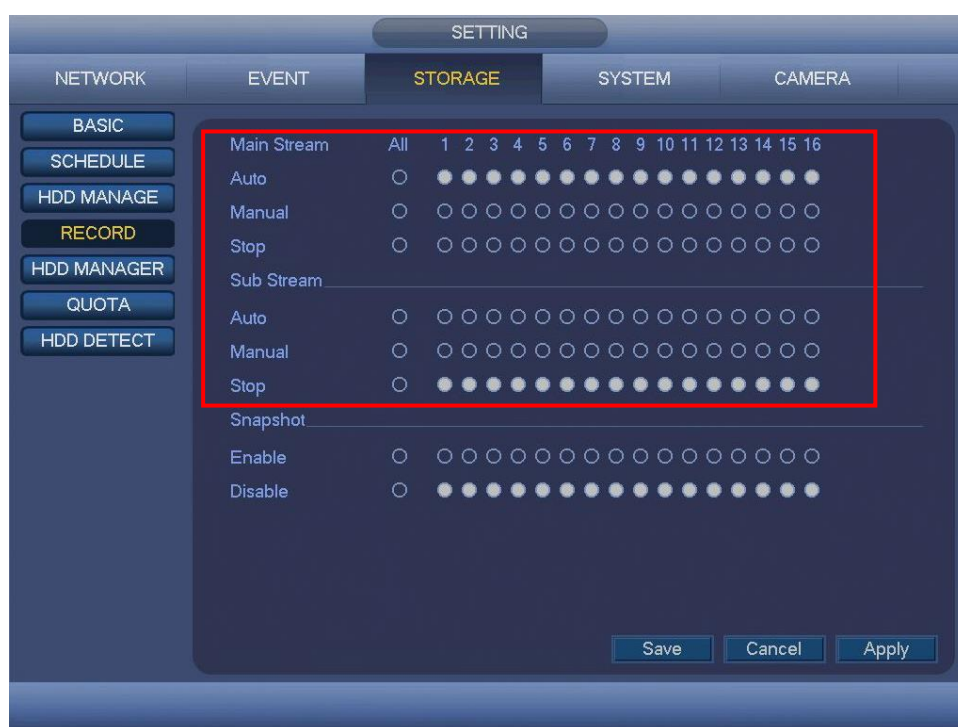 SETTING
NETWORK EVENT STORAGE SYSTEM CAMERA
BASIC
SCHEDULE
HDD MANAGE
RECORD
HDD MANAGER
QUOTA
HDD DETECT
Main Stream All 1 2 3 4 5 6 7 8 9 10 11 12 13 14 15 16
Auto
Manual
Stop
Sub Stream
Auto
Manual
Stop
Snapshot
Enable
Disable
Save Cancel Apply